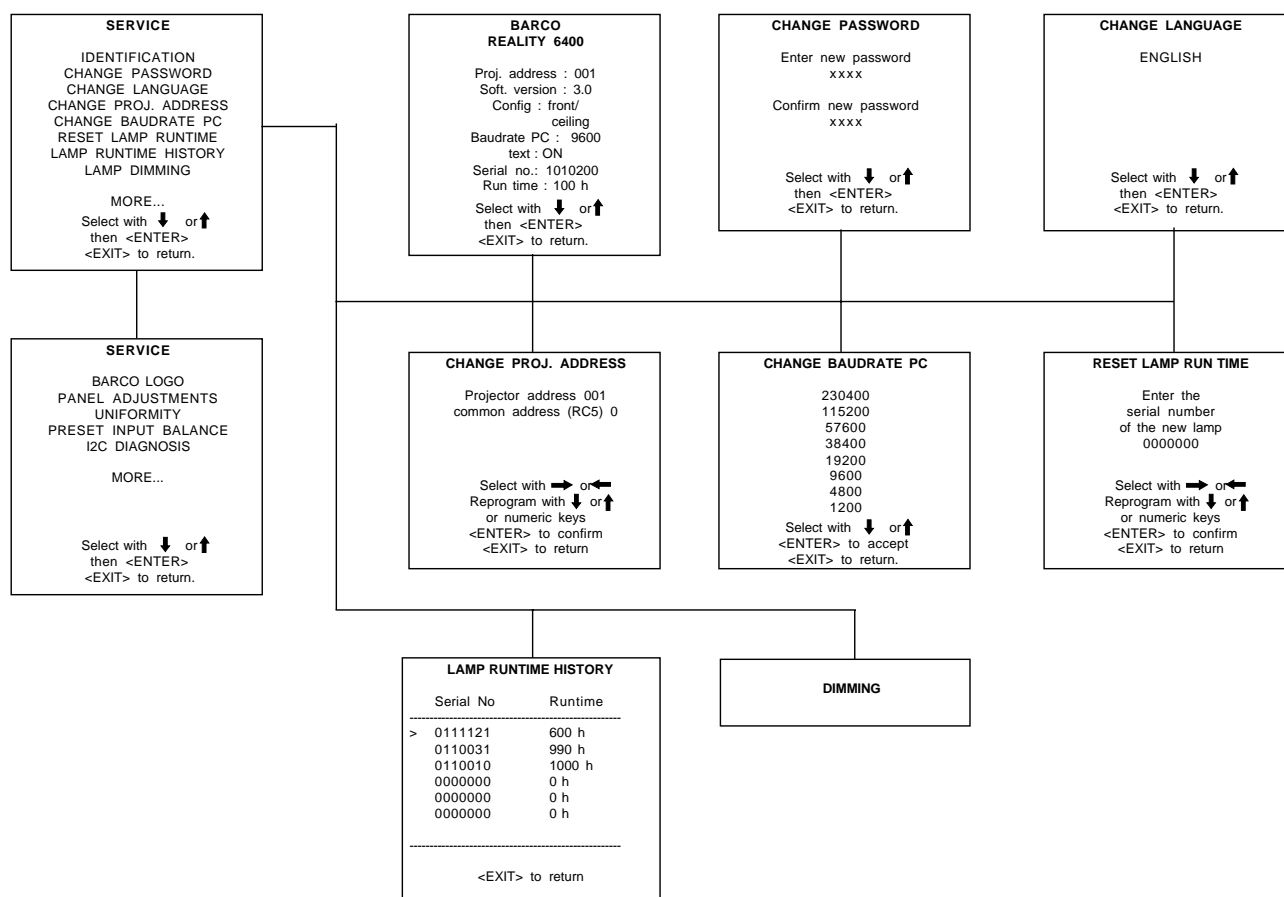 SERVICE
IDENTIFICATION
CHANGE PASSWORD
CHANGE LANGUAGE
CHANGE PROJ. ADDRESS
CHANGE BAUDRATE PC
RESET LAMP RUNTIME
LAMP RUNTIME HISTORY
LAMP DIMMING
MORE...
Select with ⬇ or ⬆
then <ENTER>
<EXIT> to return.
BARCO
REALITY 6400
Proj. address : 001
Soft. version : 3.0
Config : front/
ceiling
Baudrate PC : 9600
text : ON
Serial no.: 1010200
Run time : 100 h
Select with ⬇ or ⬆
then <ENTER>
<EXIT> to return.
CHANGE PASSWORD
Enter new password
xxxx
Confirm new password
xxxx
Select with ⬇ or ⬆
then <ENTER>
<EXIT> to return.
CHANGE LANGUAGE
ENGLISH
Select with ⬇ or ⬆
then <ENTER>
<EXIT> to return.
SERVICE
BARCO LOGO
PANEL ADJUSTMENTS
UNIFORMITY
PRESET INPUT BALANCE
I2C DIAGNOSIS
MORE...
Select with ⬇ or ⬆
then <ENTER>
<EXIT> to return.
CHANGE PROJ. ADDRESS
Projector address 001
common address (RC5) 0
Select with ➡ or ⬅
Reprogram with ⬇ or ⬆
or numeric keys
<ENTER> to confirm
<EXIT> to return
CHANGE BAUDRATE PC
230400
115200
57600
38400
19200
9600
4800
1200
Select with ⬇ or ⬆
<ENTER> to accept
<EXIT> to return.
RESET LAMP RUN TIME
Enter the
serial number
of the new lamp
0000000
Select with ➡ or ⬅
Reprogram with ⬇ or ⬆
or numeric keys
<ENTER> to confirm
<EXIT> to return
LAMP RUNTIME HISTORY
Serial No Runtime
> 0111121 600 h
0110031 990 h
0110010 1000 h
0000000 0 h
0000000 0 h
0000000 0 h
<EXIT> to return
DIMMING